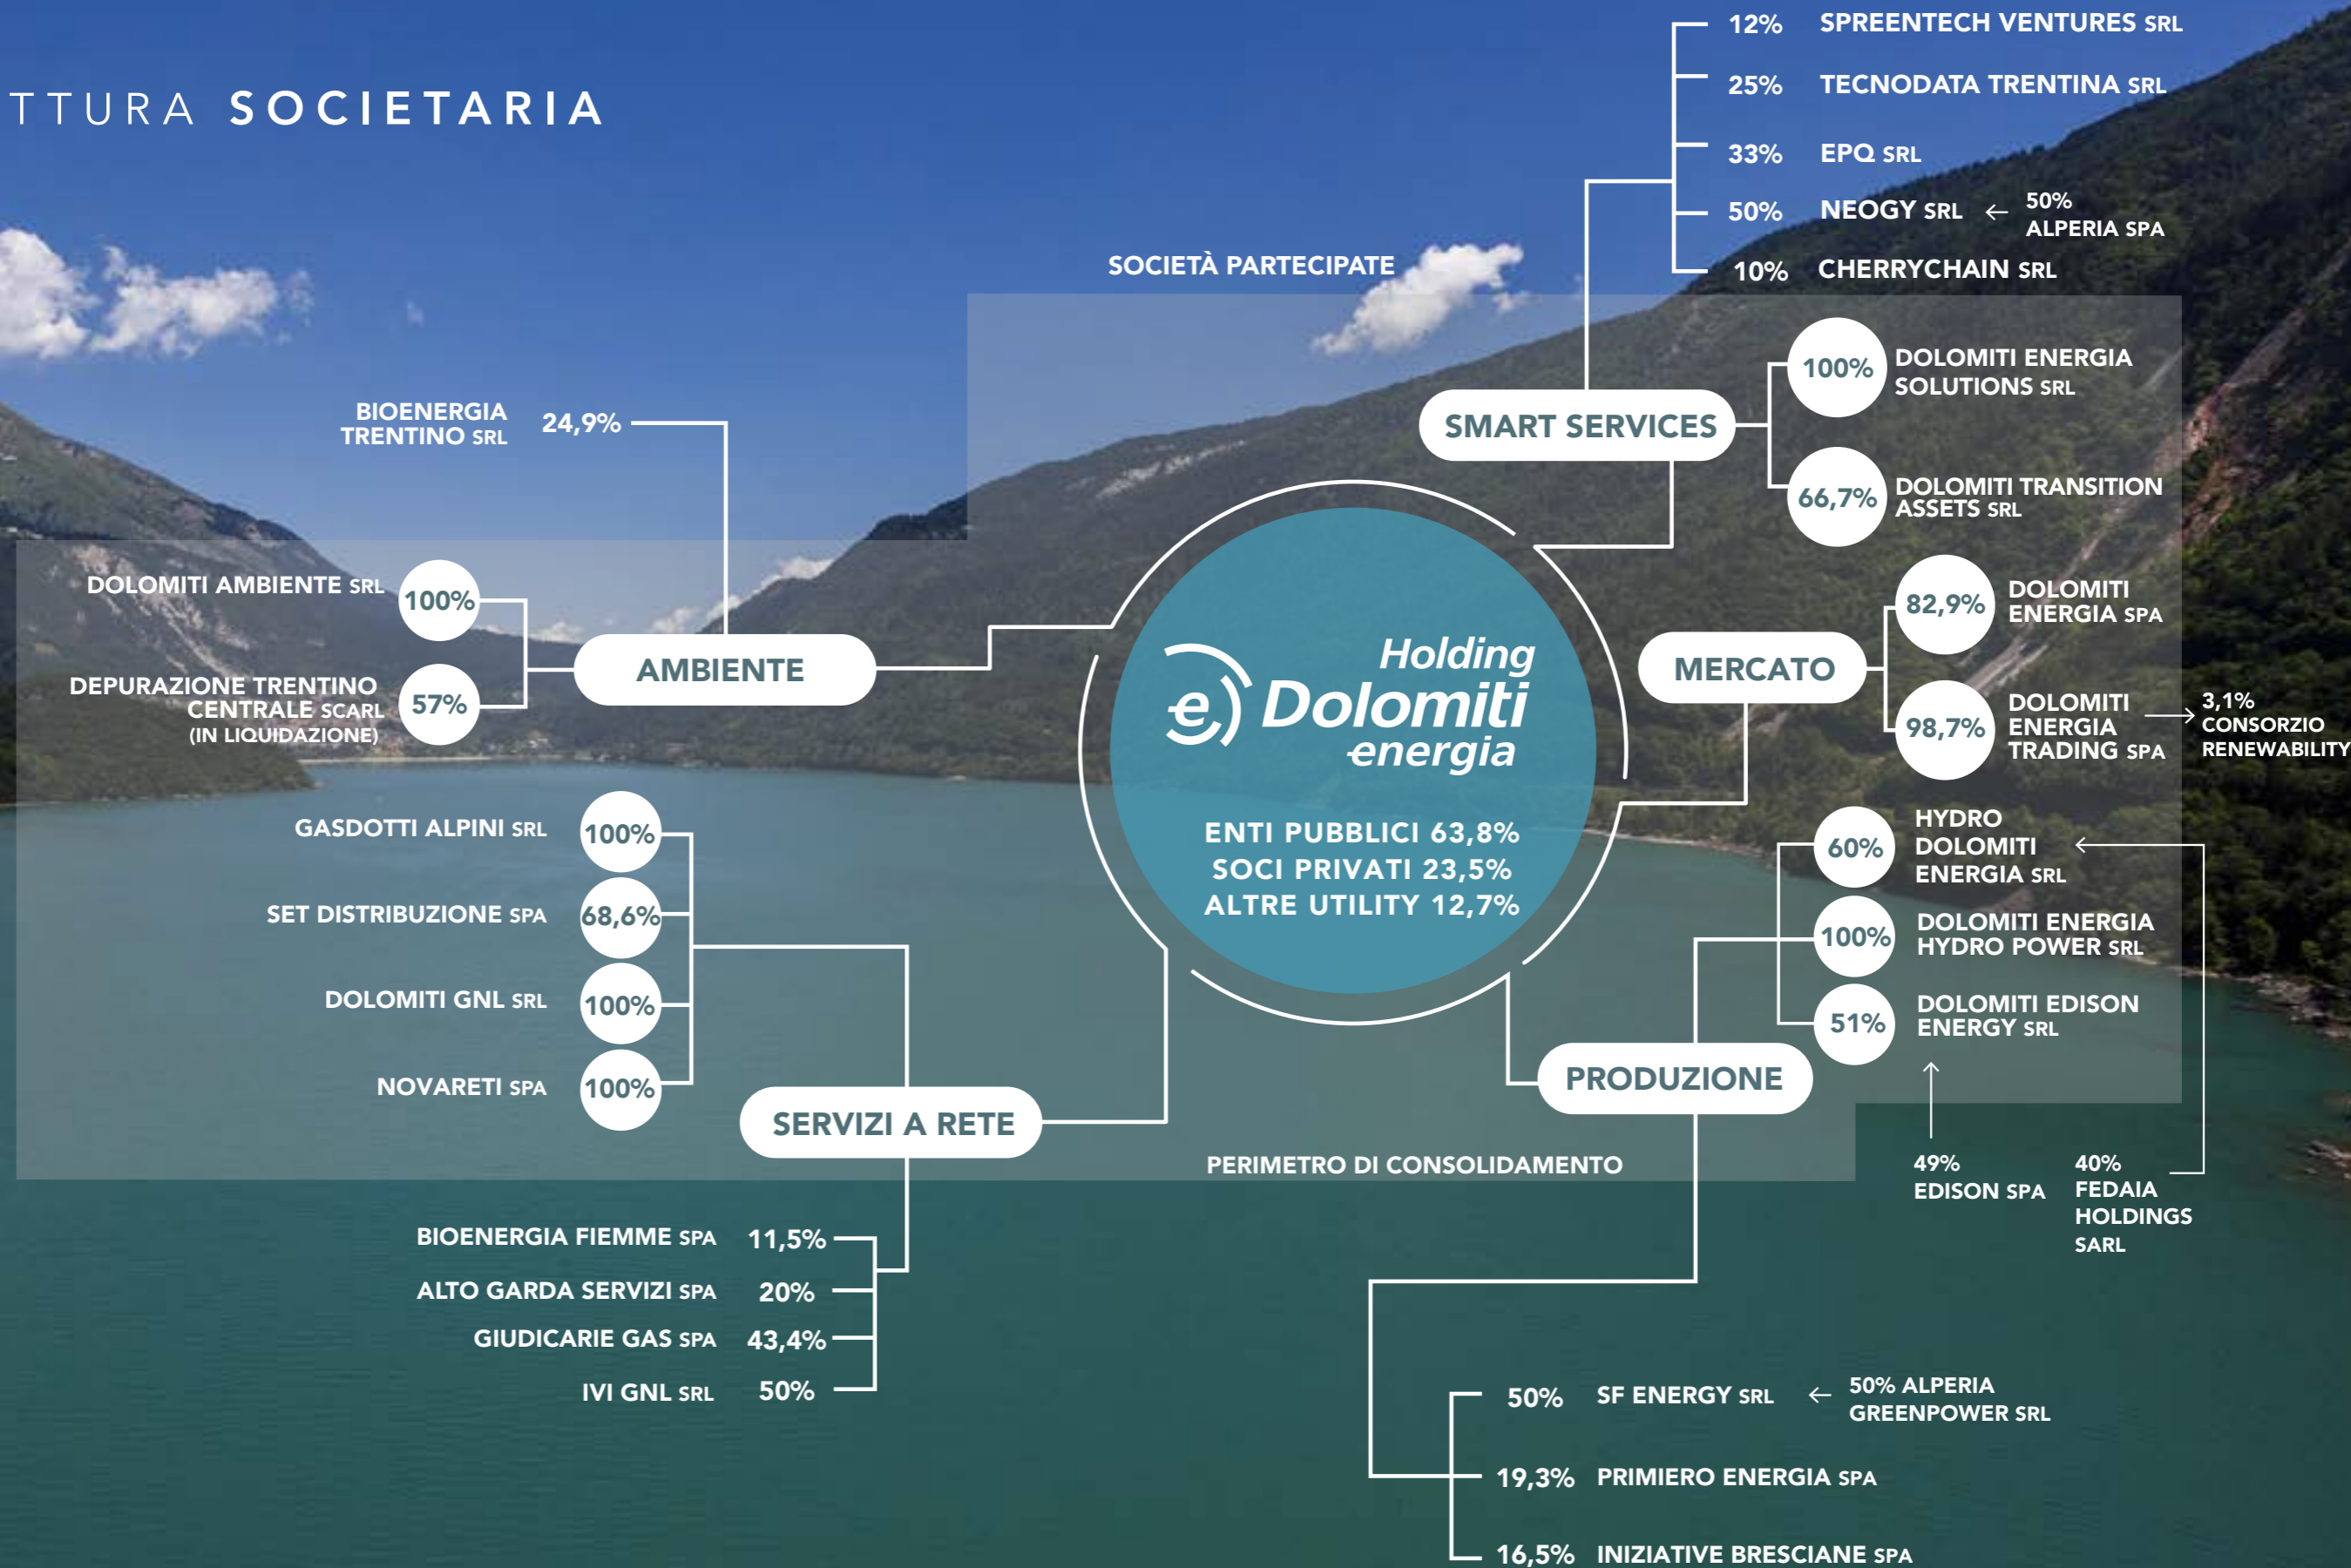 TTURA SOCIETARIA
12% SPREENTECH VENTURES SRL
25% TECNODATA TRENTINA SRL
33% EPQ SRL
50% NEOGY SRL ← 50%
ALPERIA SPA
10% CHERRYCHAIN SRL
SOCIETÀ PARTECIPATE
SMART SERVICES
100% DOLOMITI ENERGIA
SOLUTIONS SRL
66,7% DOLOMITI TRANSITION
ASSETS SRL
BIOENERGIA
TRENTINO SRL 24,9%
DOLOMITI AMBIENTE SRL 100%
DEPURAZIONE TRENTINO
CENTRALE SCARL 57%
(IN LIQUIDAZIONE)
AMBIENTE
Holding
e Dolomiti
energia
ENTI PUBBLICI 63,8%
SOCI PRIVATI 23,5%
ALTRE UTILITY 12,7%
MERCATO
82,9% DOLOMITI
ENERGIA SPA
98,7% DOLOMITI
ENERGIA
TRADING SPA
3,1%
CONSORZIO
RENEWABILITY
GASDOTTI ALPINI SRL 100%
SET DISTRIBUZIONE SPA 68,6%
DOLOMITI GNL SRL 100%
NOVARETI SPA 100%
SERVIZI A RETE
60% HYDRO
DOLOMITI
ENERGIA SRL
100% DOLOMITI ENERGIA
HYDRO POWER SRL
51% DOLOMITI EDISON
ENERGY SRL
PRODUZIONE
PERIMETRO DI CONSOLIDAMENTO
49%
EDISON SPA
40%
FEDAIA
HOLDINGS
SARL
BIOENERGIA FIEMME SPA 11,5%
ALTO GARDA SERVIZI SPA 20%
GIUDICARIE GAS SPA 43,4%
IVI GNL SRL 50%
50% SF ENERGY SRL ← 50% ALPERIA
GREENPOWER SRL
19,3% PRIMIERO ENERGIA SPA
16,5% INIZIATIVE BRESCIANE SPA